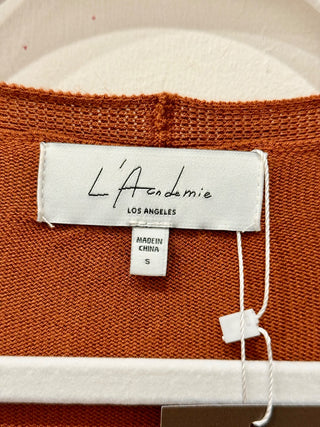 L'Academie
LOS ANGELES
MADE IN
CHINA
S